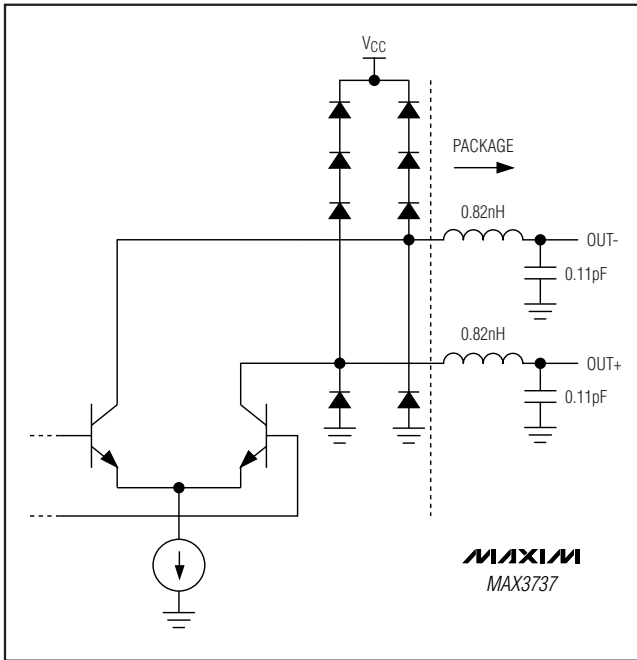 VCC
PACKAGE
0.82nH
OUT-
0.11pF
0.82nH
OUT+
0.11pF
MAXIM
MAX3737